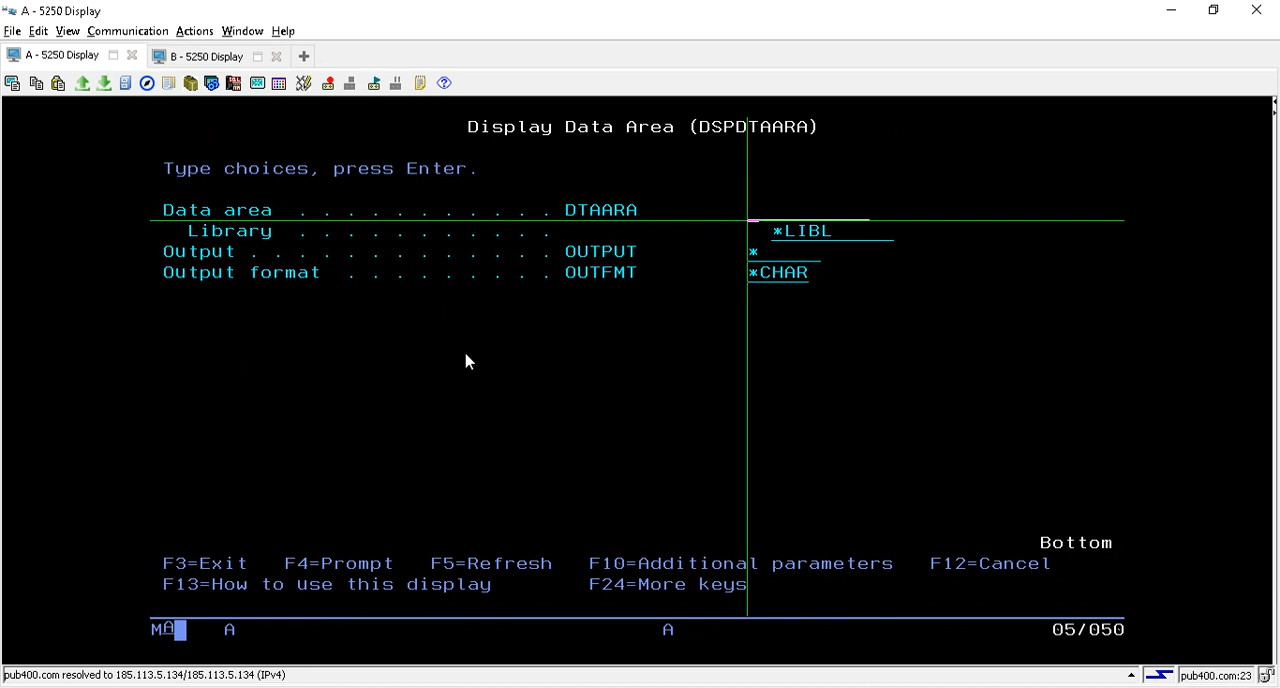 A - 5250 Display
File Edit View Communication Actions Window Help
A - 5250 Display B - 5250 Display
Display Data Area (DSPDTAARA)
Type choices, press Enter.
Data area . . . . . . . . . . . DTAARA
Library . . . . . . . . . . . *LIBL
Output . . . . . . . . . . . . . OUTPUT *
Output format . . . . . . . . . OUTFMT *CHAR
Bottom
F3=Exit F4=Prompt F5=Refresh F10=Additional parameters F12=Cancel
F13=How to use this display F24=More keys
MA A A 05/050
pub400.com resolved to 185.113.5.134/185.113.5.134 (IPv4) pub400.com:23